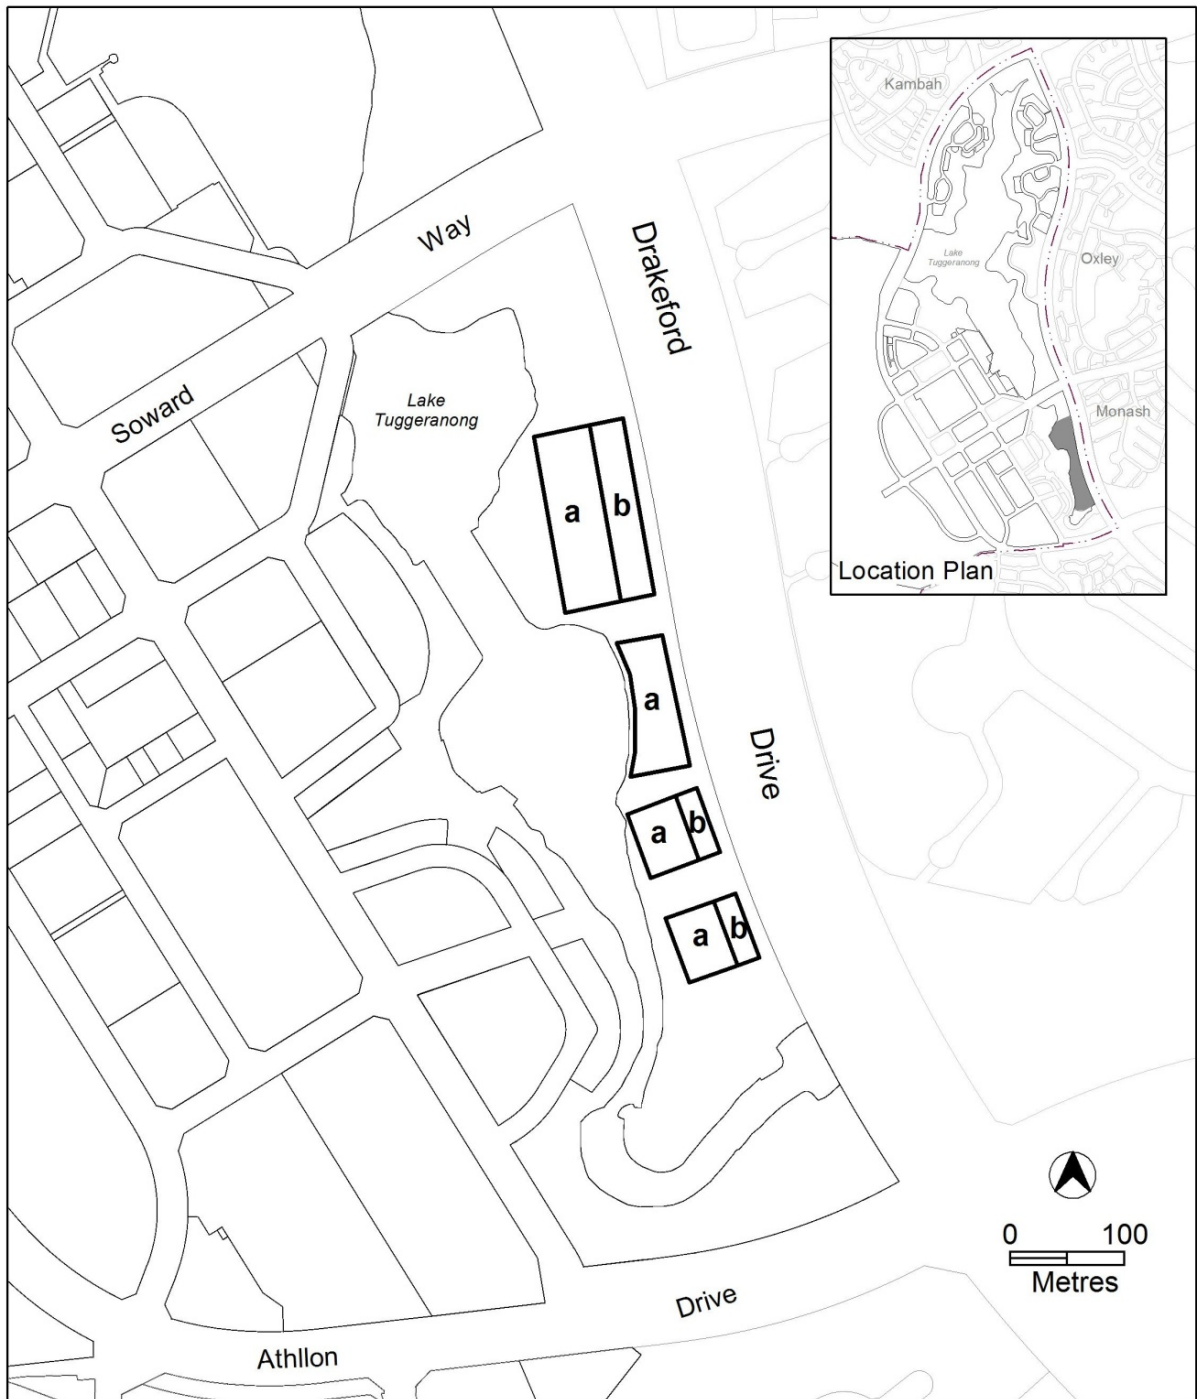 Kambah
Way
Drakeford
Lake
Tuggeranong
Oxley
Lake
Tuggeranong
Soward
Monash
a
b
Location Plan
a
Drive
a
b
a
b
0 100
Metres
Drive
Athllon